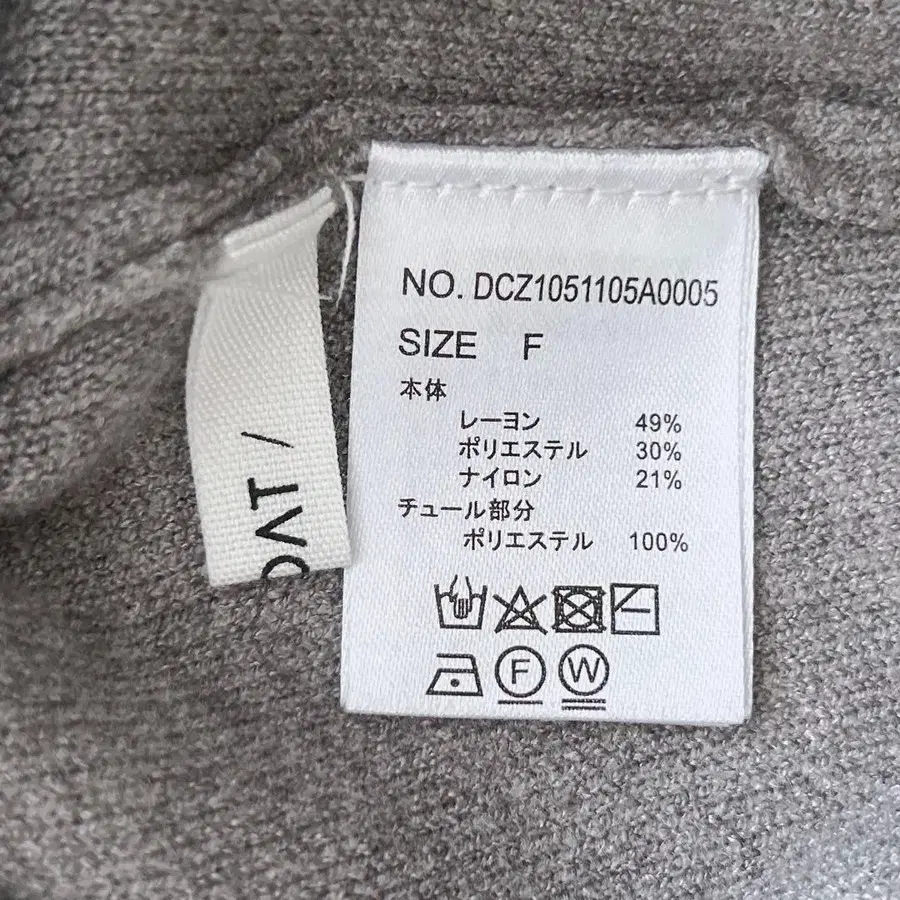 NO. DCZ1051105A0005
SIZE F
本体
レーヨン 49%
ポリエステル 30%
ナイロン 21%
チュール部分
ポリエステル 100%
F W